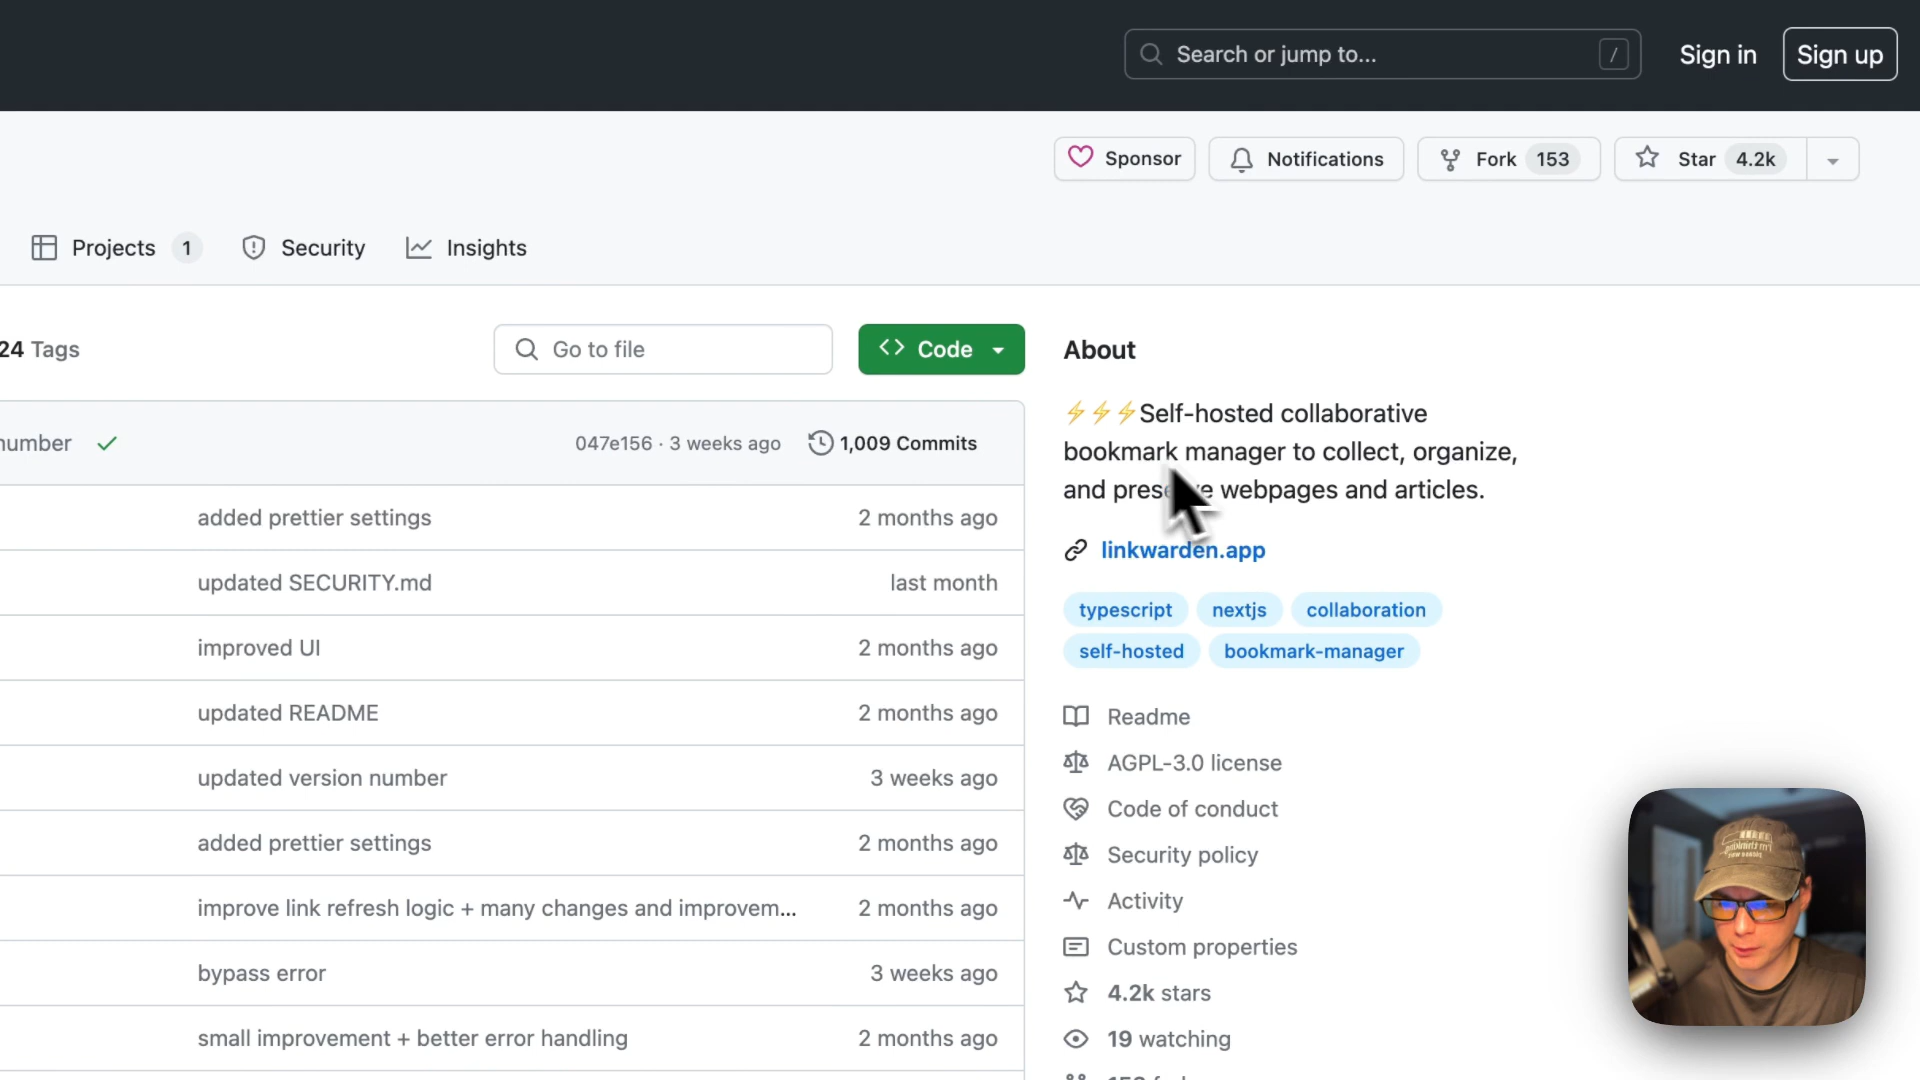 Search or jump to... /
Sign in
Sign up
Sponsor
Notifications
Fork 153
Star 4.2k
Projects 1
Security
Insights
24 Tags
Go to file
Code
number
047e156 · 3 weeks ago
1,009 Commits
added prettier settings 2 months ago
updated SECURITY.md last month
improved UI 2 months ago
updated README 2 months ago
updated version number 3 weeks ago
added prettier settings 2 months ago
improve link refresh logic + many changes and improvem... 2 months ago
bypass error 3 weeks ago
small improvement + better error handling 2 months ago
About
⚡⚡⚡Self-hosted collaborative
bookmark manager to collect, organize,
and preserve webpages and articles.
linkwarden.app
typescript nextjs collaboration
self-hosted bookmark-manager
Readme
AGPL-3.0 license
Code of conduct
Security policy
Activity
Custom properties
4.2k stars
19 watching